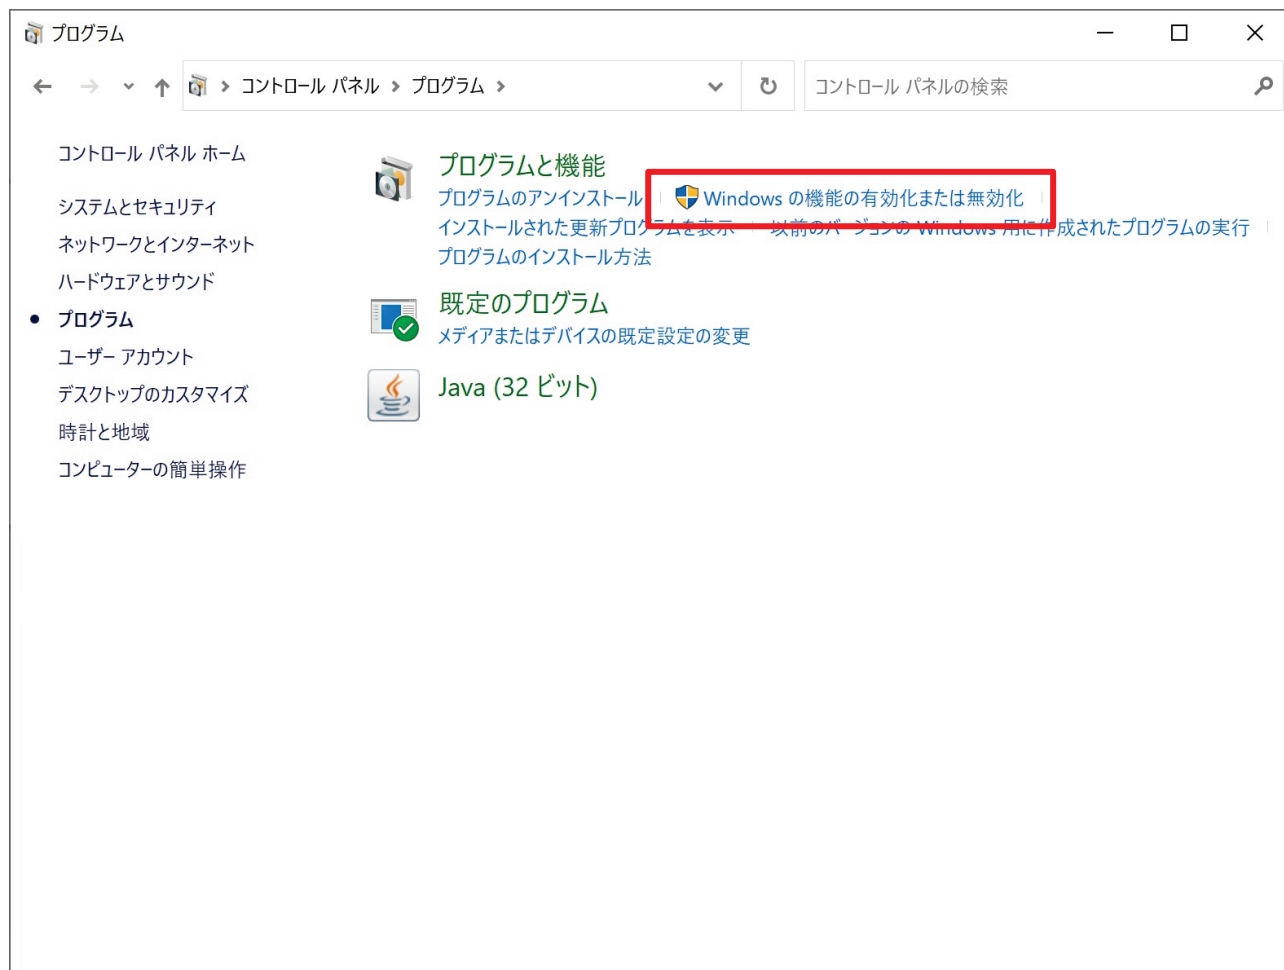 プログラム
コントロール パネル プログラム
コントロール パネルの検索
コントロール パネル ホーム
システムとセキュリティ
ネットワークとインターネット
ハードウェアとサウンド
プログラム
ユーザー アカウント
デスクトップのカスタマイズ
時計と地域
コンピューターの簡単操作
プログラムと機能
プログラムのアンインストール Windows の機能の有効化または無効化
インストールされた更新プログラムを表示 以前のバージョンの Windows 用に作成されたプログラムの実行
プログラムのインストール方法
既定のプログラム
メディアまたはデバイスの既定設定の変更
Java (32 ビット)